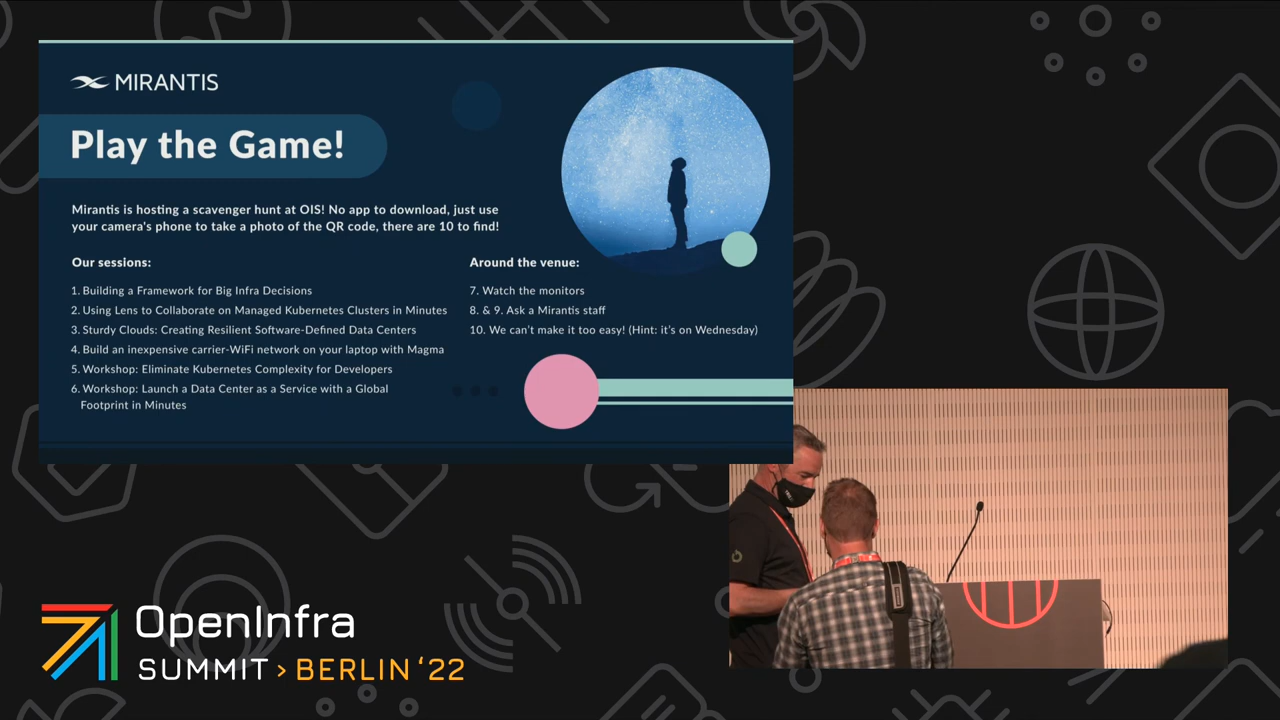 MIRANTIS
Play the Game!
Mirantis is hosting a scavenger hunt at OIS! No app to download, just use
your camera's phone to take a photo of the QR code, there are 10 to find!
Our sessions:
1. Building a Framework for Big Infra Decisions
2. Using Lens to Collaborate on Managed Kubernetes Clusters in Minutes
3. Sturdy Clouds: Creating Resilient Software-Defined Data Centers
4. Build an inexpensive carrier-WiFi network on your laptop with Magma
5. Workshop: Eliminate Kubernetes Complexity for Developers
6. Workshop: Launch a Data Center as a Service with a Global
Footprint in Minutes
Around the venue:
7. Watch the monitors
8. & 9. Ask a Mirantis staff
10. We can't make it too easy! (Hint: it's on Wednesday)
OpenInfra
SUMMIT > BERLIN '22